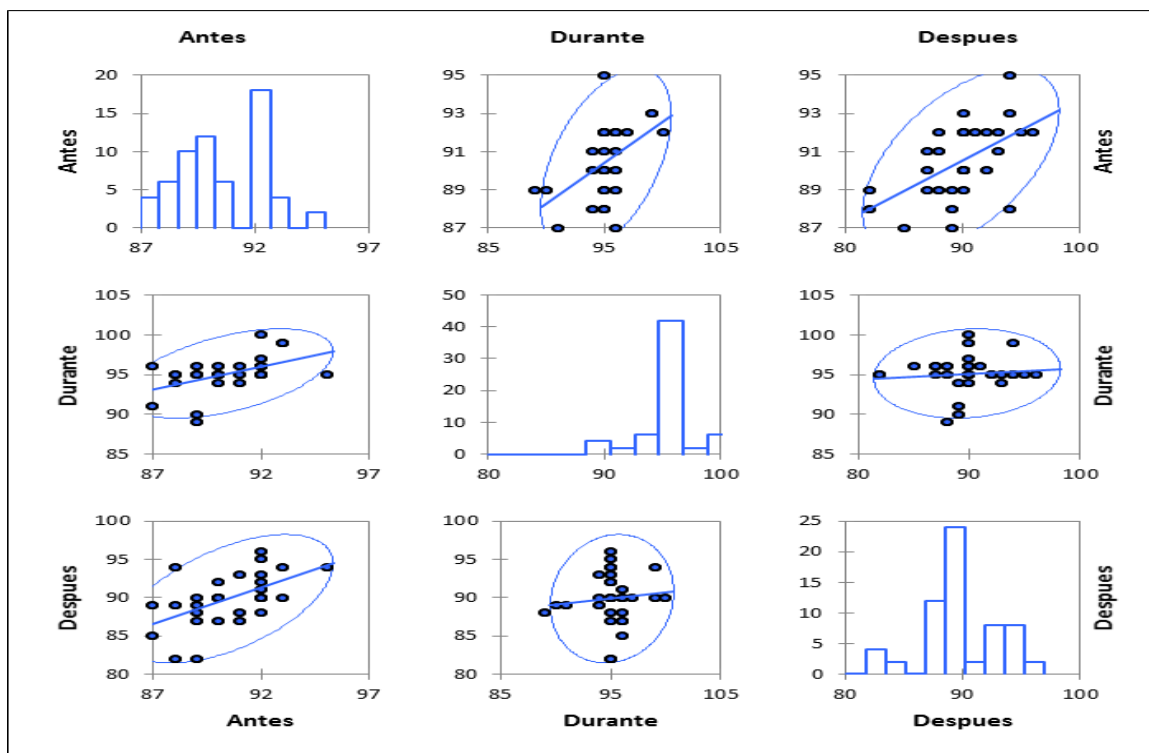 Antes Durante Despues
20 95 95
15 93 93
10 91 91
5 89 89
0 87 87
87 92 97 85 95 105 80 90 100
Antes Antes
105 50 105
100 40 100
95 30 95
90 20 90
85 10 85
0
87 92 97 80 90 100 80 90 100
Durante Durante
100 100 25
95 95 20
90 90 15
85 85 10
80 80 5
0
87 92 97 85 95 105 80 90 100
Despues Despues
Antes Durante Despues